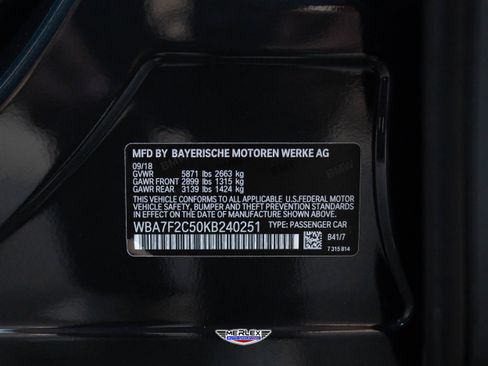 MFD BY BAYERISCHE MOTOREN WERKE AG
09/18
GVWR 5871 lbs 2663 kg
GAWR FRONT 2899 lbs 1315 kg
GAWR REAR 3139 lbs 1424 kg
THIS VEHICLE CONFORMS TO ALL APPLICABLE U.S.FEDERAL MOTOR
VEHICLE SAFETY, BUMPER, AND THEFT PREVENTION STANDARDS
IN EFFECT ON THE DATE OF MANUFACTURE SHOWN ABOVE.
WBA7F2C50KB240251 TYPE: PASSENGER CAR
B41/7
7 315 814
MERLEX